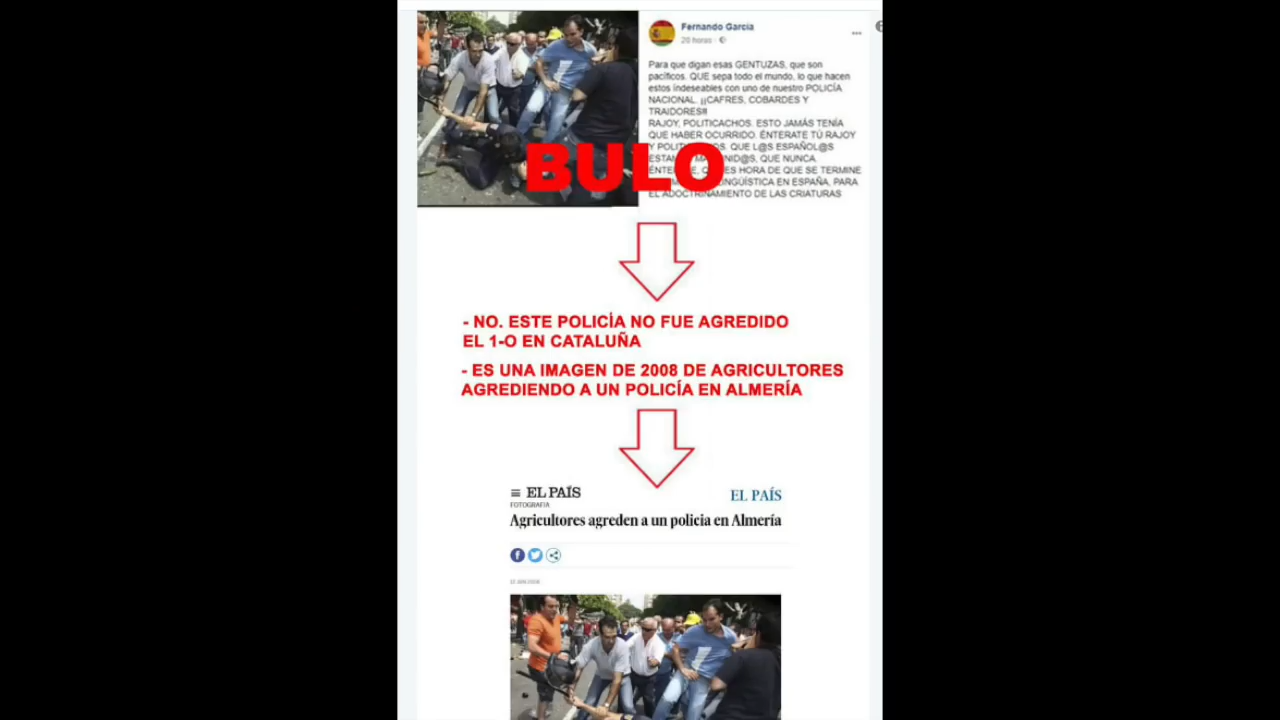 Fernando García
20 horas
Para que digan esas GENTUZAS, que son
pacíficos. QUE sepa todo el mundo, lo que hacen
estos indeseables con uno de nuestro POLICÍA
NACIONAL. ¡¡CAFRES, COBARDES Y
TRAIDORES!!
RAJOY, POLITICACHOS. ESTO JAMÁS TENÍA
QUE HABER OCURRIDO. ÉNTERATE TÚ RAJOY
Y QUE L@S ESPAÑOL@S
QUE NUNCA.
ES HORA DE QUE SE TERMINE
EN ESPAÑA, PARA
EL ADOCTRINAMIENTO DE LAS CRIATURAS
BULO
- NO. ESTE POLICÍA NO FUE AGREDIDO
EL 1-O EN CATALUÑA
- ES UNA IMAGEN DE 2008 DE AGRICULTORES
AGREDIENDO A UN POLICÍA EN ALMERÍA
EL PAÍS
EL PAÍS
FOTOGRAFIA
Agricultores agreden a un policia en Almería